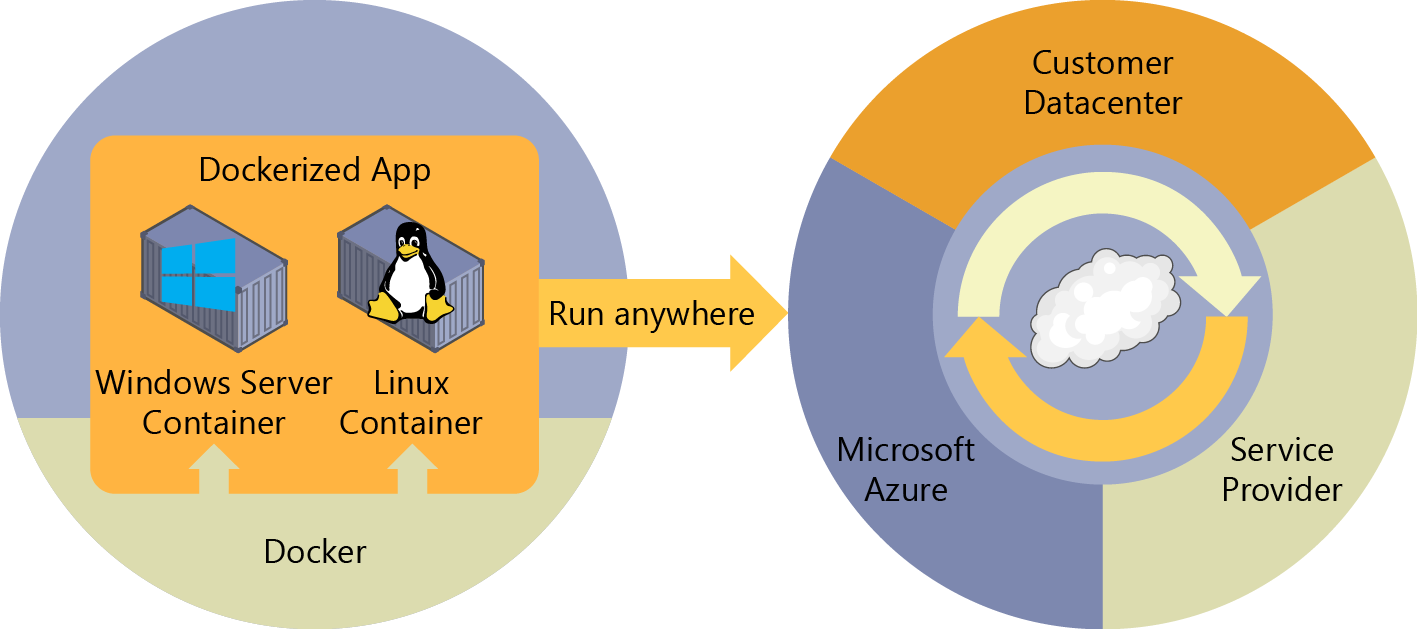 Dockerized App
Windows Server
Container
Linux
Container
Docker
Run anywhere
Customer
Datacenter
Microsoft
Azure
Service
Provider